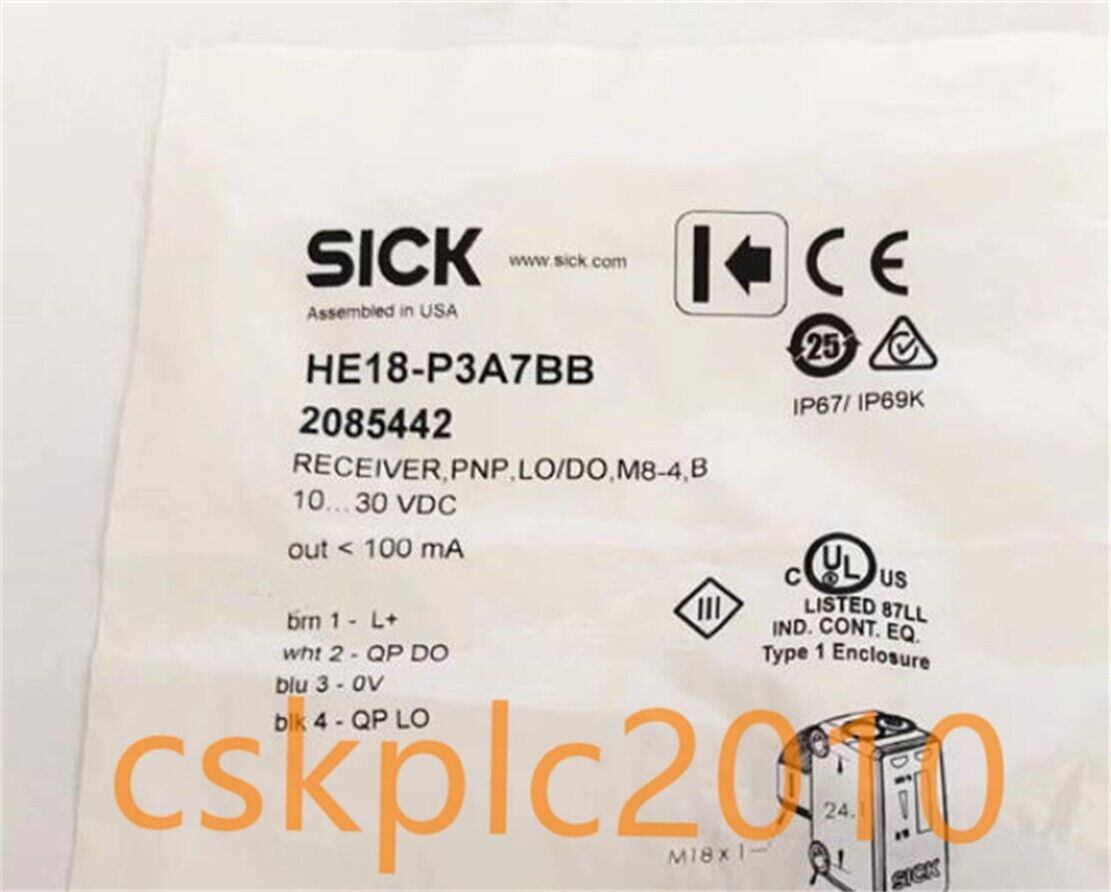 SICK
www.sick.com
CE
Assembled in USA
25
HE18-P3A7BB
IP67/ IP69K
2085442
RECEIVER,PNP,LO/DO,M8-4,B
10...30 VDC
out < 100 mA
C UL US
LISTED 87LL
III
IND. CONT. EQ.
Type 1 Enclosure
brn 1 - L+
wht 2 - QP DO
blu 3 - 0V
blk 4 - QP LO
cskplc2010
24.1
M18 x 1
SICK